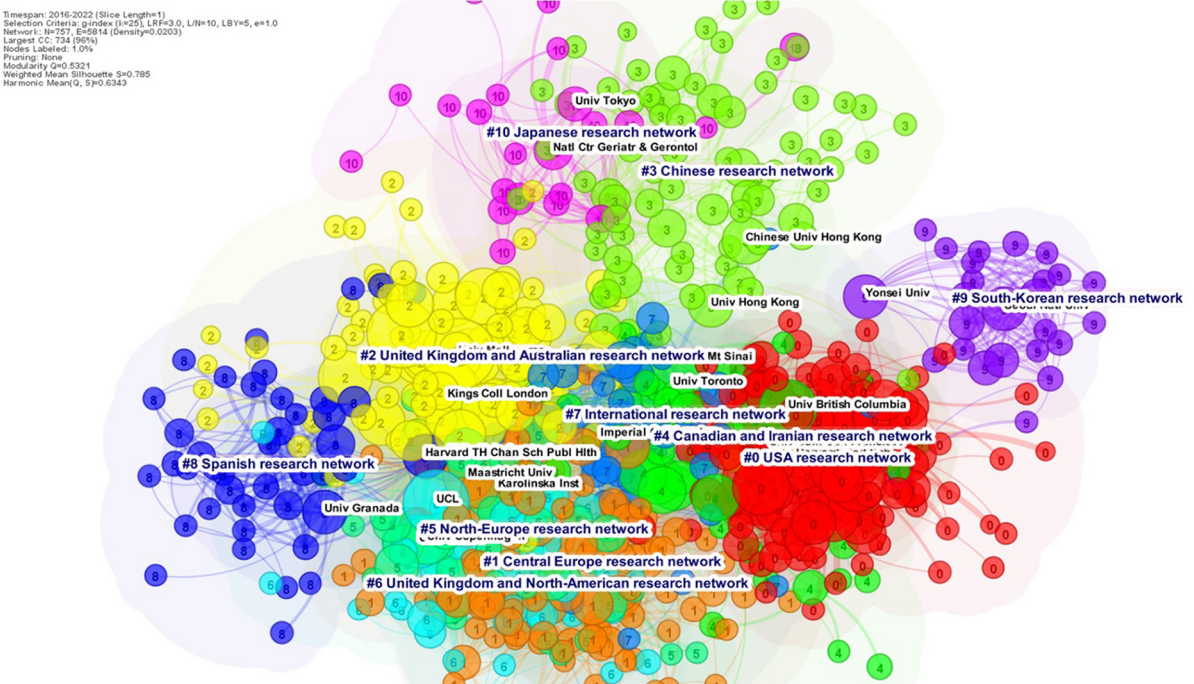 Timespan: 2016-2022 (Slice Length=1)
Selection Criteria: g-index (k=25), LRF=3.0, L/N=10, LBY=5, e=1.0
Network: N=757, E=5814 (Density=0.0203)
Largest CC: 734 (96%)
Nodes Labeled: 1.0%
Pruning: None
Modularity Q=0.5321
Weighted Mean Silhouette S=0.785
Harmonic Mean(Q, S)=0.6343
Univ Tokyo
#10 Japanese research network
Natl Ctr Geriatr & Gerontol
#3 Chinese research network
Chinese Univ Hong Kong
Yonsei Univ
#9 South-Korean research network
Univ Hong Kong
#2 United Kingdom and Australian research network
Mt Sinai
Univ Toronto
Kings Coll London
Univ British Columbia
#7 International research network
Imperial
#4 Canadian and Iranian research network
Harvard TH Chan Sch Publ Hlth
#0 USA research network
#8 Spanish research network
Maastricht Univ
Karolinska Inst
UCL
Univ Granada
#5 North-Europe research network
#1 Central Europe research network
#6 United Kingdom and North-American research network